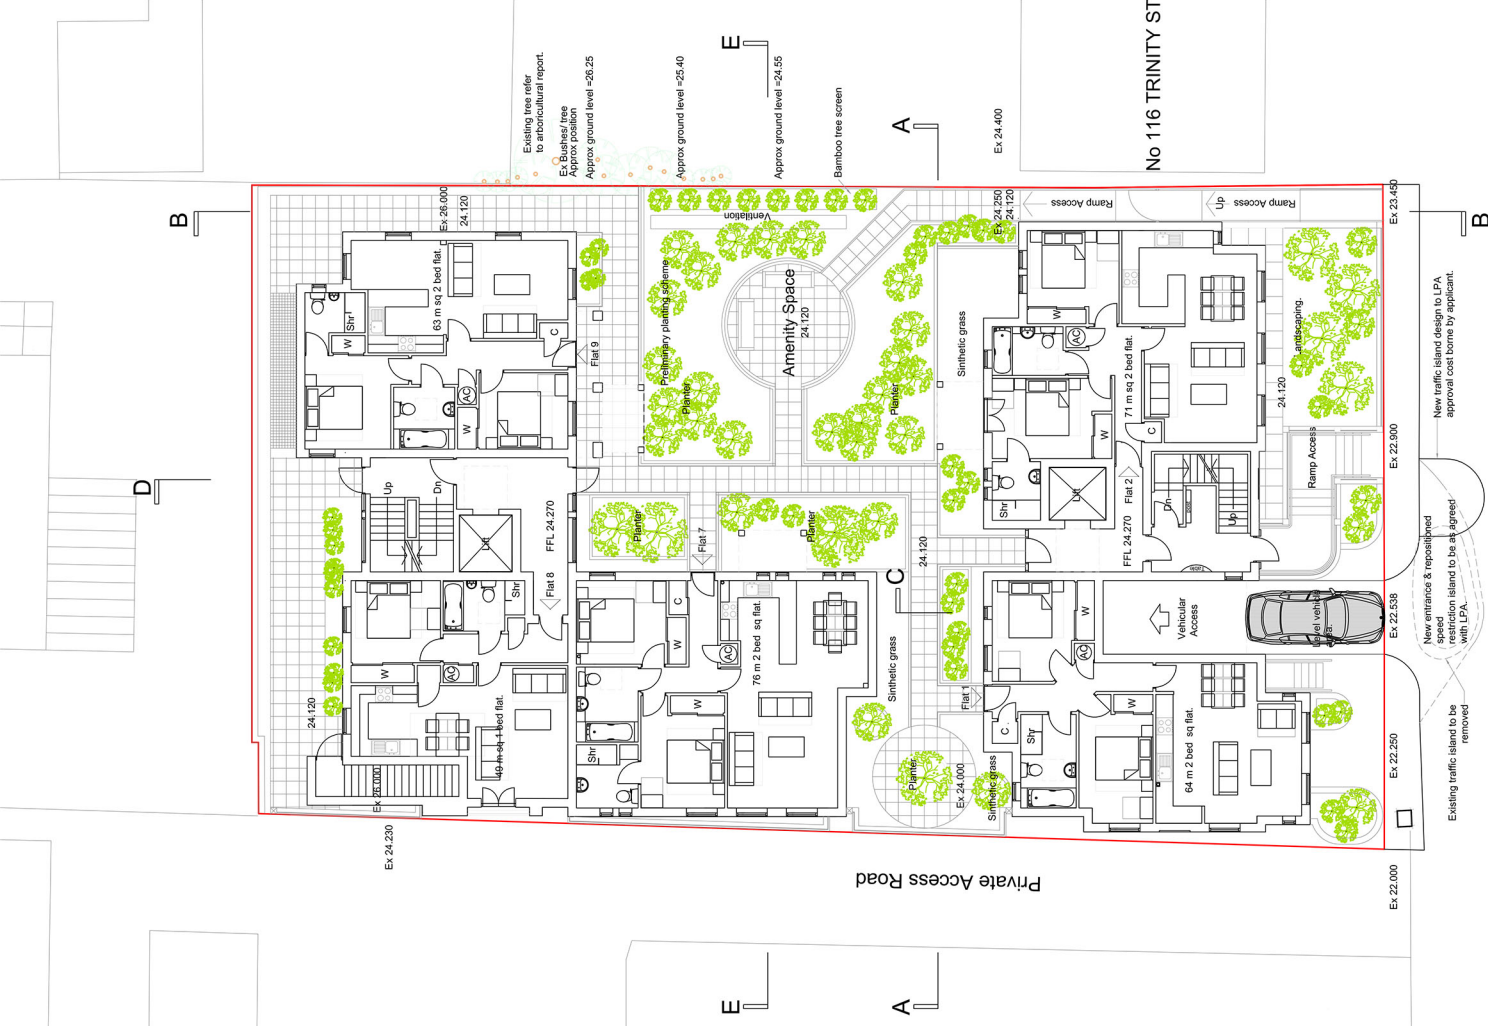 E
Existing tree refer
to arboricultural report.
Ex Bushes/ tree
Approx position
Approx ground level =26.25
Approx ground level =25.40
Approx ground level =24.55
Bamboo tree screen
A
Ex 24.400
No 116 TRINITY ST
B
Ex 26.000
24.120
Ventilation
Ex 24.250
24.120
Ramp Access
Up
Ramp Access
Ex 23.450
B
63 m sq 2 bed flat.
Shr
W
C
Flat 9
AC
W
Preliminary planting scheme
Planter
Amenity Space
24.120
Planter
Sinthetic grass
W
AC
71 m sq 2 bed flat.
W
C
Shr
Lift
Flat 2
Landscaping.
24.120
Ramp Access
Ex 22.900
New traffic island design to LPA
approval cost borne by applicant.
D
Up
Dn
Lift
FFL 24.270
Flat 8
Shr
Planter
Flat 7
Planter
24.120
C
FFL 24.270
Dn
Up
Table
Vehicular
Access
Level vehicle
area.
Ex 22.538
New entrance & repositioned
speed
restriction island to be as agreed
with LPA.
W
AC
49 m sq 1 bed flat.
24.120
Ex 26.000
Ex 24.230
C
W
AC
76 m 2 bed sq flat.
W
Shr
Sinthetic grass
Planter
Ex 24.000
Sinthetic grass
Flat 1
C
Shr
W
AC
W
64 m 2 bed sq flat.
Ex 22.250
Existing traffic island to be
removed
Private Access Road
Ex 22.000
E
A